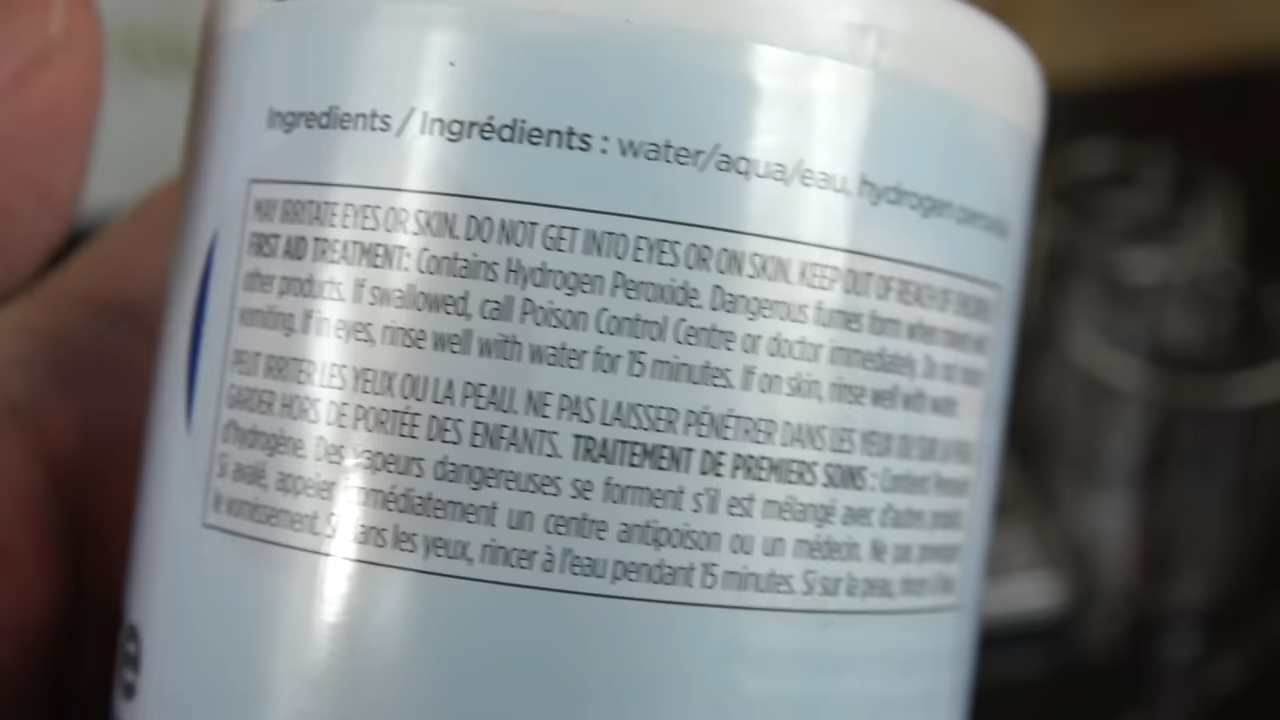 Ingredients / Ingrédients : water/aqua/eau, hydrogen peroxide
MAY IRRITATE EYES OR SKIN. DO NOT GET INTO EYES OR ON SKIN. KEEP OUT OF REACH OF CHILDREN.
FIRST AID TREATMENT: Contains Hydrogen Peroxide. Dangerous fumes form when mixed with
other products. If swallowed, call Poison Control Centre or doctor immediately. Do not induce
vomiting. If in eyes, rinse well with water for 15 minutes. If on skin, rinse well with water.
PEUT IRRITER LES YEUX OU LA PEAU. NE PAS LAISSER PÉNÉTRER DANS LES YEUX OU SUR LA PEAU.
GARDER HORS DE PORTÉE DES ENFANTS. TRAITEMENT DE PREMIERS SOINS : Contient
d'hydrogène. Des vapeurs dangereuses se forment s'il est mélangé avec d'autres produits.
Si avalé, appeler immédiatement un centre antipoison ou un médecin. Ne pas provoquer
le vomissement. Si dans les yeux, rincer à l'eau pendant 15 minutes. Si sur la peau, rincer à l'eau.